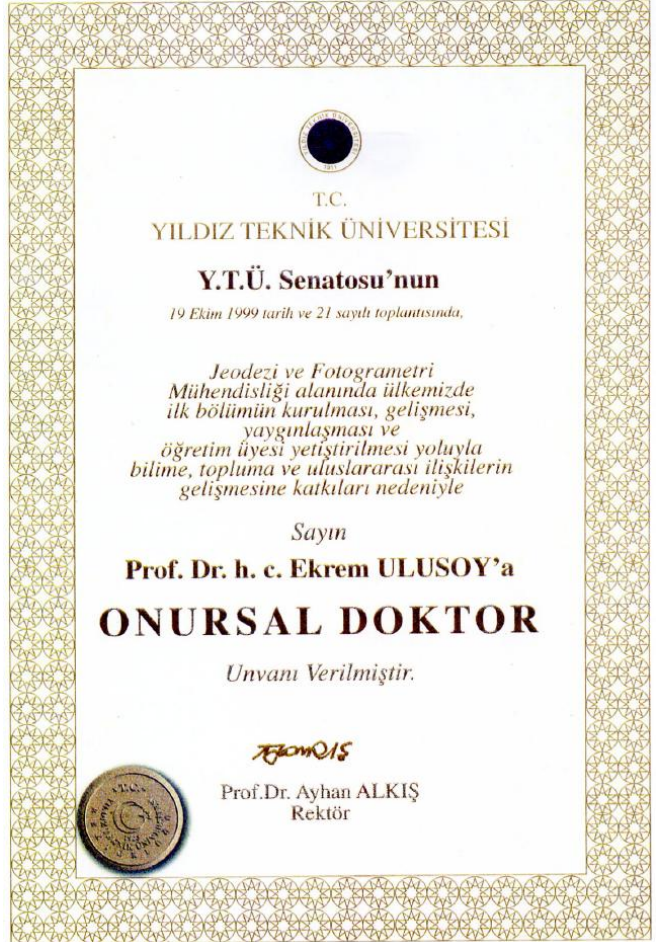 T.C.
YILDIZ TEKNİK ÜNİVERSİTESİ
Y.T.Ü. Senatosu'nun
19 Ekim 1999 tarih ve 21 sayılı toplantısında,
Jeodezi ve Fotogrametri
Mühendisliği alanında ülkemizde
ilk bölümün kurulması, gelişmesi,
yaygınlaşması ve
öğretim üyesi yetiştirilmesi yoluyla
bilime, topluma ve uluslararası ilişkilerin
gelişmesine katkıları nedeniyle
Sayın
Prof. Dr. h. c. Ekrem ULUSOY'a
ONURSAL DOKTOR
Unvanı Verilmiştir.
Prof.Dr. Ayhan ALKIŞ
Rektör